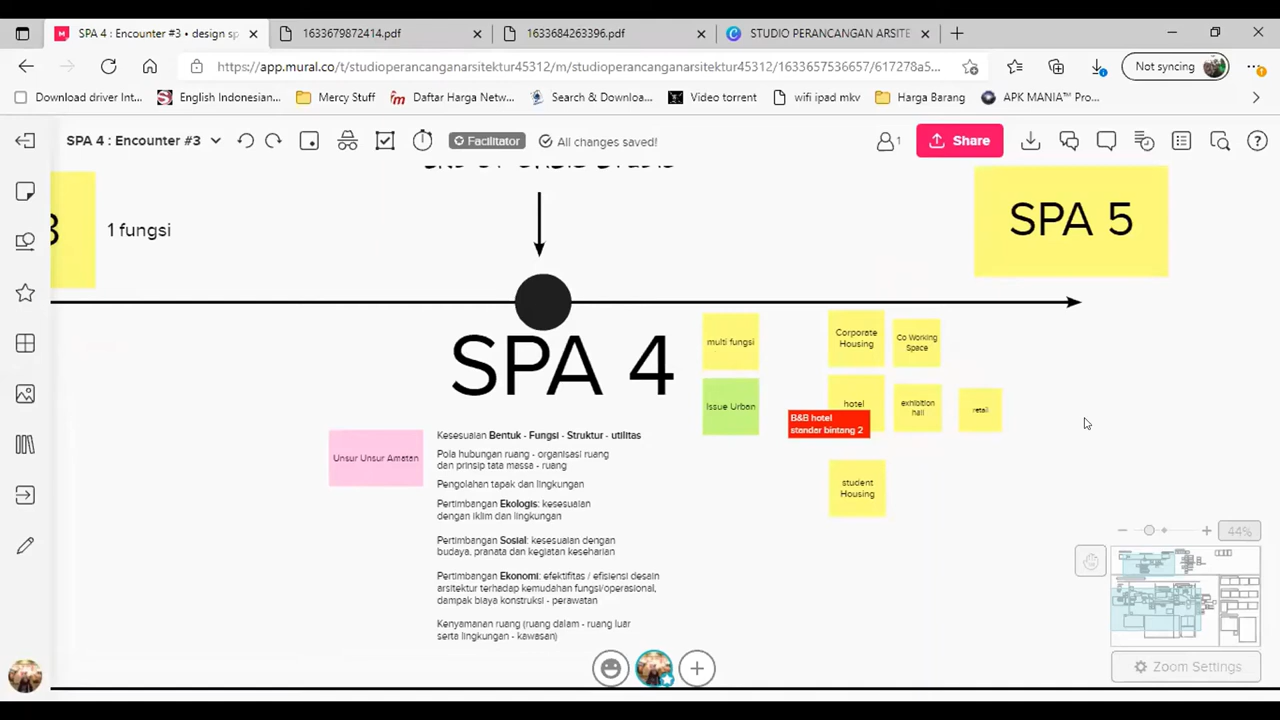 SPA 4 : Encounter #3 • design sp
1633679872414.pdf
1633684263396.pdf
STUDIO PERANCANGAN ARSITE
https://app.mural.co/t/studioperancanganarsitektur45312/m/studioperancanganarsitektur45312/1633657536657/617278a5...
Not syncing
Download driver Int...
English Indonesian...
Mercy Stuff
Daftar Harga Netw...
Search & Downloa...
Video torrent
wifi ipad mkv
Harga Barang
APK MANIA™ Pro...
SPA 4 : Encounter #3
Facilitator
All changes saved!
1
Share
1 fungsi
SPA 5
SPA 4
multi fungsi
Issue Urban
Corporate
Housing
Co Working
Space
hotel
B&B hotel
standar bintang 2
exhibition
hall
retail
student
Housing
Unsur Unsur Amatan
Kesesuaian Bentuk - Fungsi - Struktur - utilitas
Pola hubungan ruang - organisasi ruang
dan prinsip tata massa - ruang
Pengolahan tapak dan lingkungan
Pertimbangan Ekologis: kesesuaian
dengan iklim dan lingkungan
Pertimbangan Sosial: kesesuaian dengan
budaya, pranata dan kegiatan keseharian
Pertimbangan Ekonomi: efektifitas / efisiensi desain
arsitektur terhadap kemudahan fungsi/operasional,
dampak biaya konstruksi - perawatan
Kenyamanan ruang (ruang dalam - ruang luar
serta lingkungan - kawasan)
44%
Zoom Settings